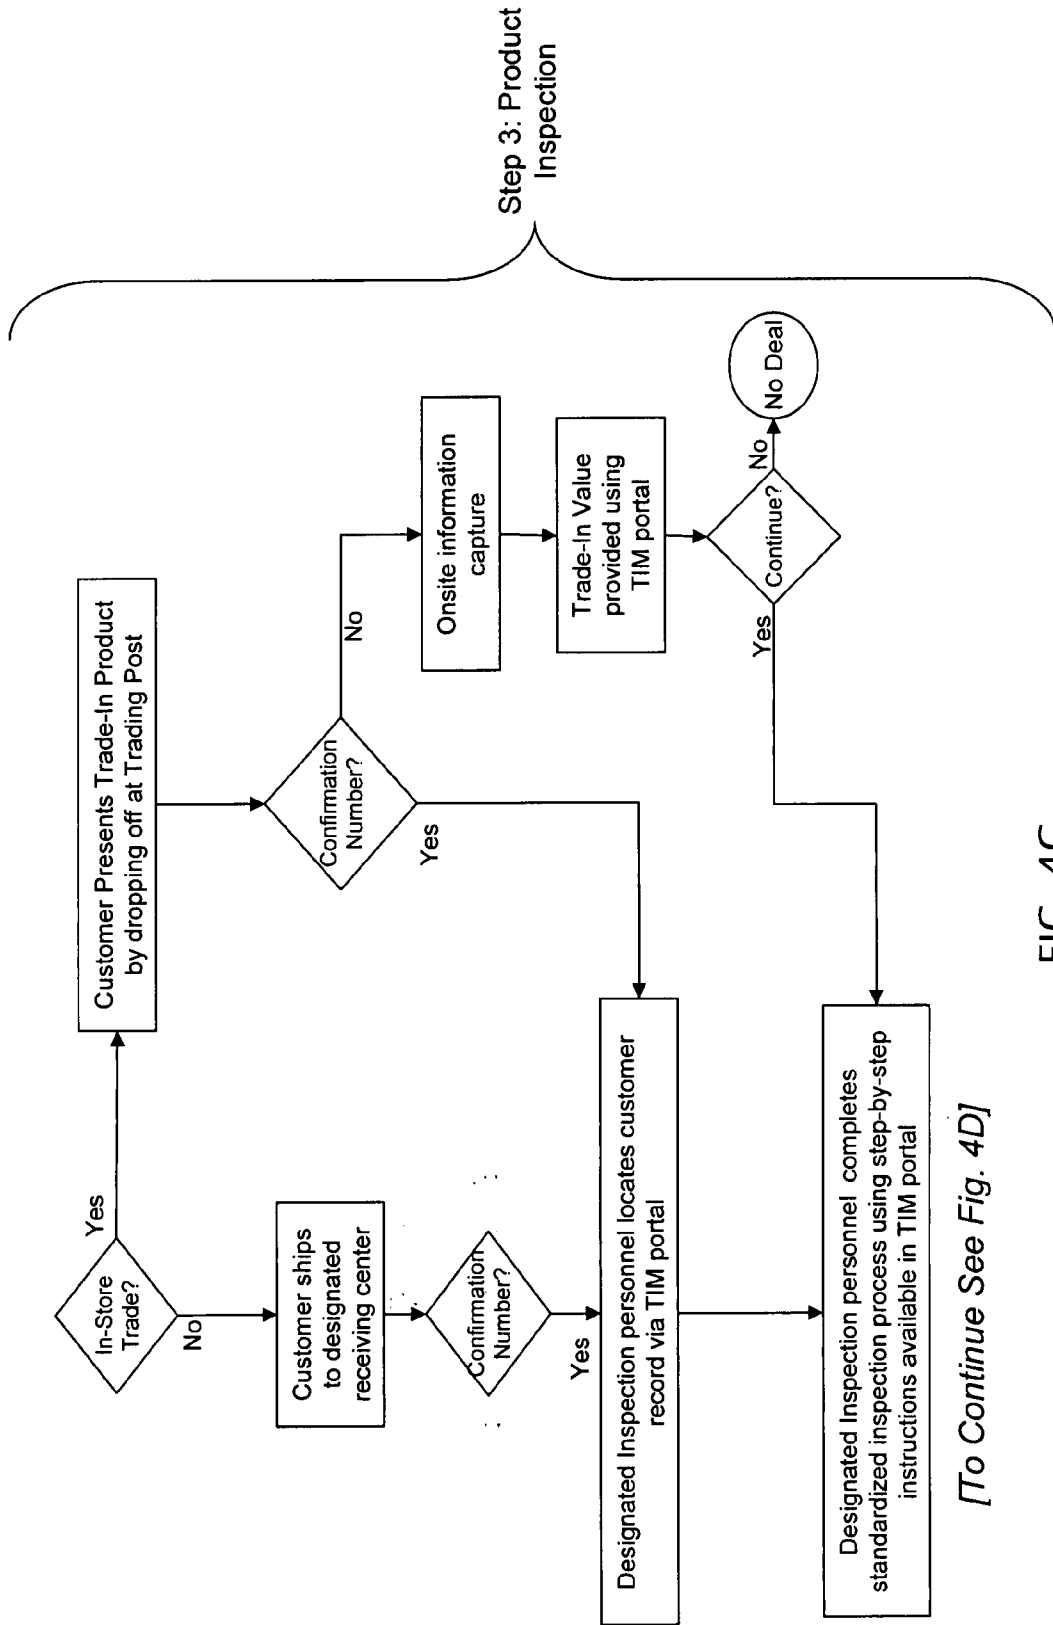 In-Store
Trade?
Yes
No
Customer Presents Trade-In Product
by dropping off at Trading Post
Customer ships
to designated
receiving center
Confirmation
Number?
Yes
Confirmation
Number?
No
Yes
Onsite information
capture
Trade-In Value
provided using
TIM portal
Continue?
No
Yes
No Deal
Designated Inspection personnel locates customer
record via TIM portal
Designated Inspection personnel completes
standardized inspection process using step-by-step
instructions available in TIM portal
Step 3: Product
Inspection
[To Continue See Fig. 4D]
FIG. 4C